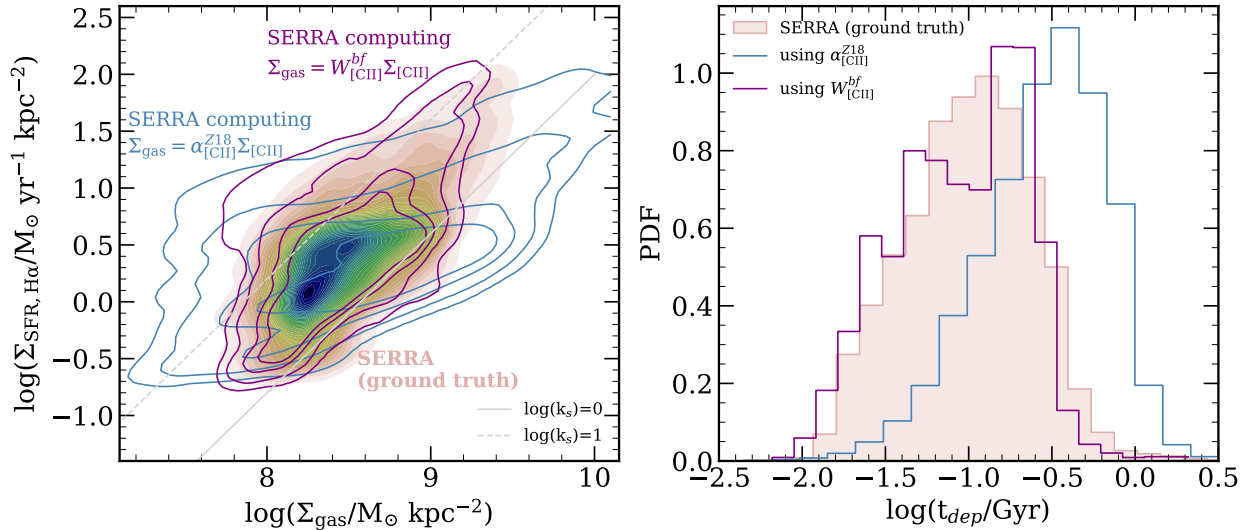 SERRA computing
Σgas = W^{bf}_{[CII]}Σ[CII]
SERRA computing
Σgas = α^{Z18}_{[CII]}Σ[CII]
SERRA
(ground truth)
log(kₛ)=0
log(kₛ)=1
log(Σ_{SFR, Hα}/M⊙ yr⁻¹ kpc⁻²)
2.5
2.0
1.5
1.0
0.5
0.0
−0.5
−1.0
8
9
10
log(Σgas/M⊙ kpc⁻²)
SERRA (ground truth)
using α^{Z18}_{[CII]}
using W^{bf}_{[CII]}
PDF
1.0
0.8
0.6
0.4
0.2
0.0
−2.5
−2.0
−1.5
−1.0
−0.5
0.0
0.5
log(t_{dep}/Gyr)